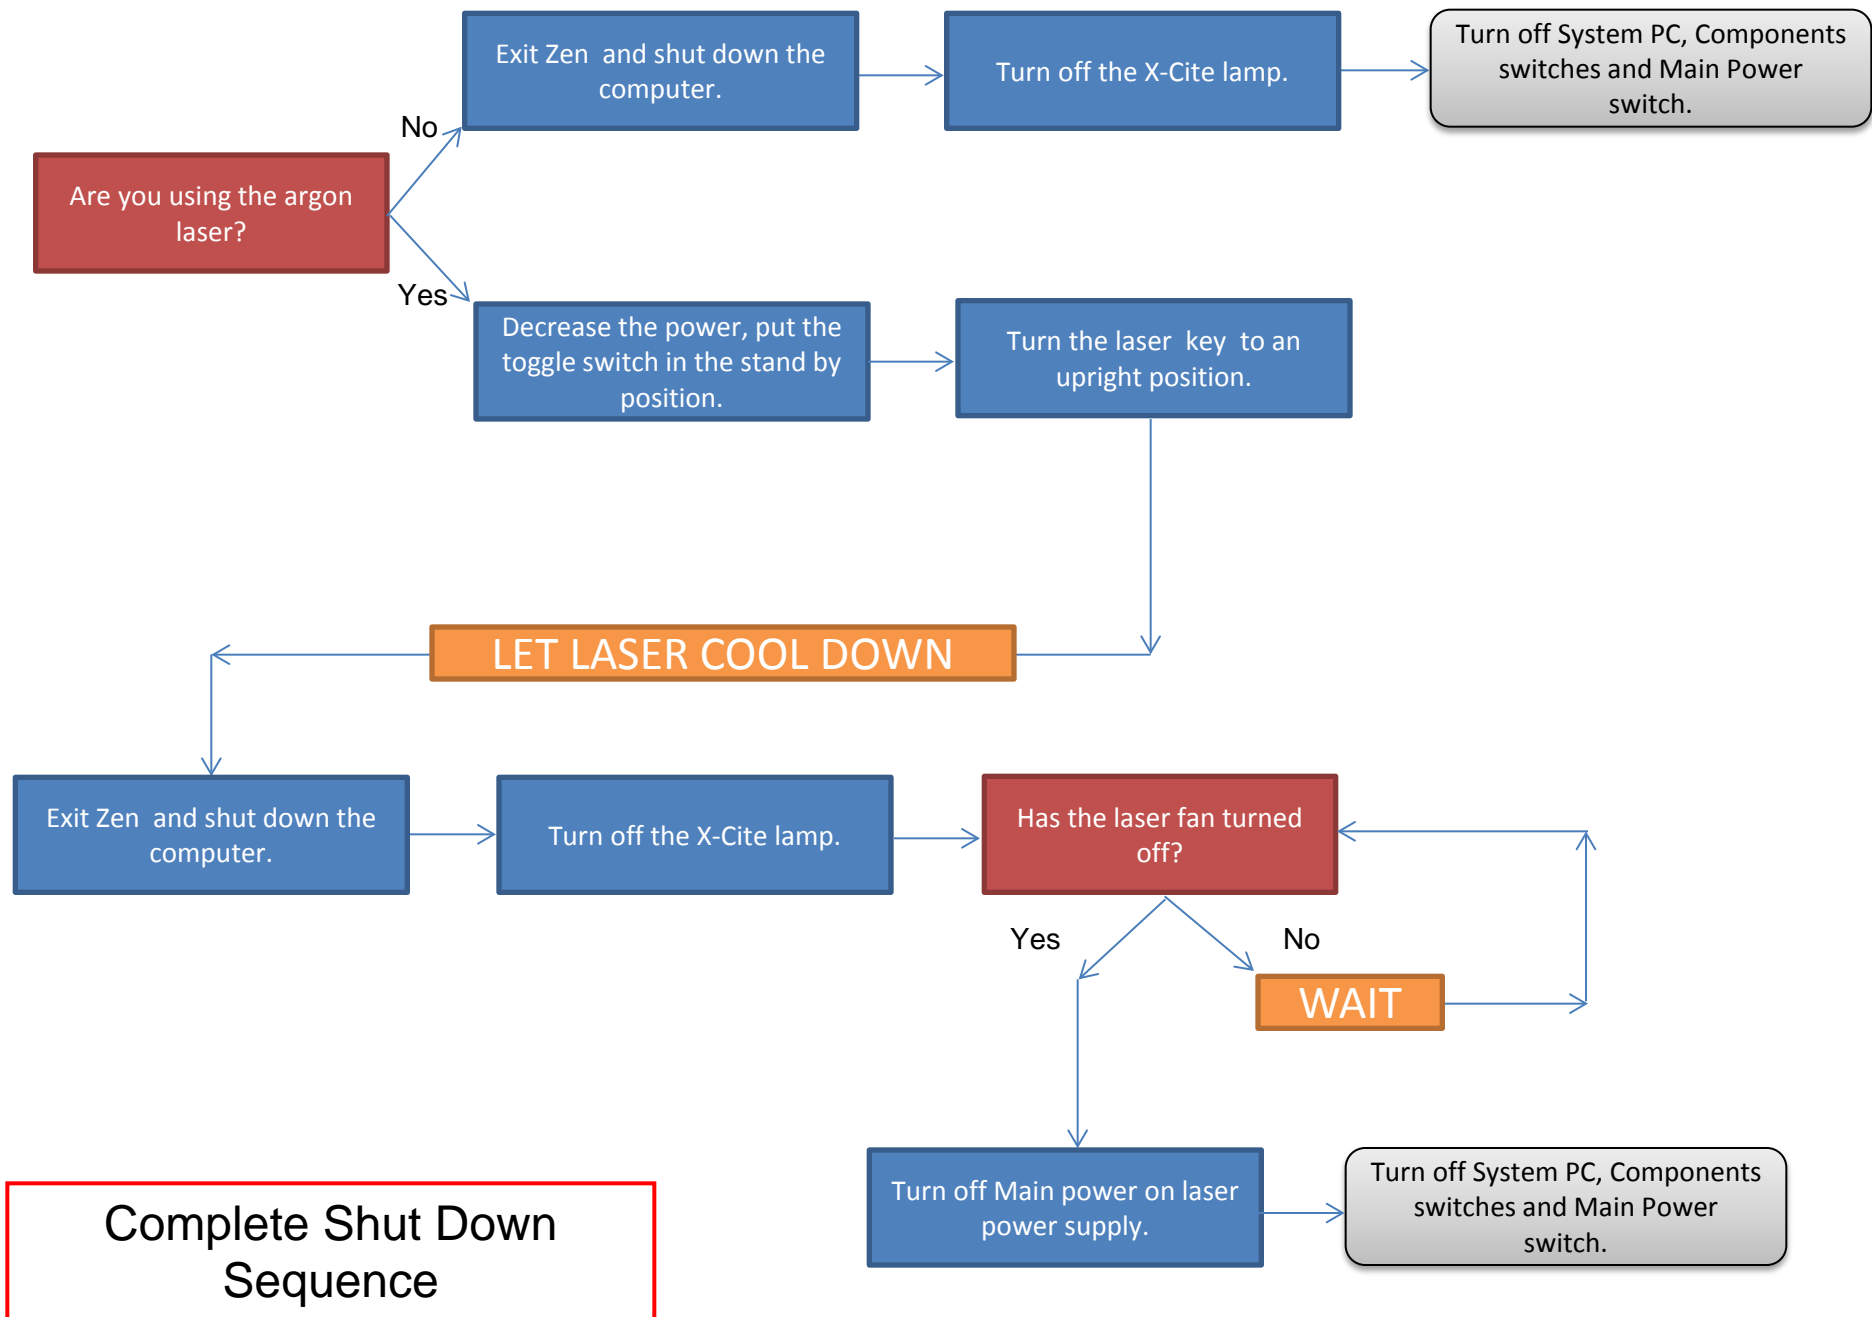 Exit Zen and shut down the
computer.
Turn off the X-Cite lamp.
Turn off System PC, Components
switches and Main Power
switch.
No
Are you using the argon
laser?
Yes
Decrease the power, put the
toggle switch in the stand by
position.
Turn the laser key to an
upright position.
LET LASER COOL DOWN
Exit Zen and shut down the
computer.
Turn off the X-Cite lamp.
Has the laser fan turned
off?
Yes
No
WAIT
Turn off Main power on laser
power supply.
Turn off System PC, Components
switches and Main Power
switch.
Complete Shut Down
Sequence